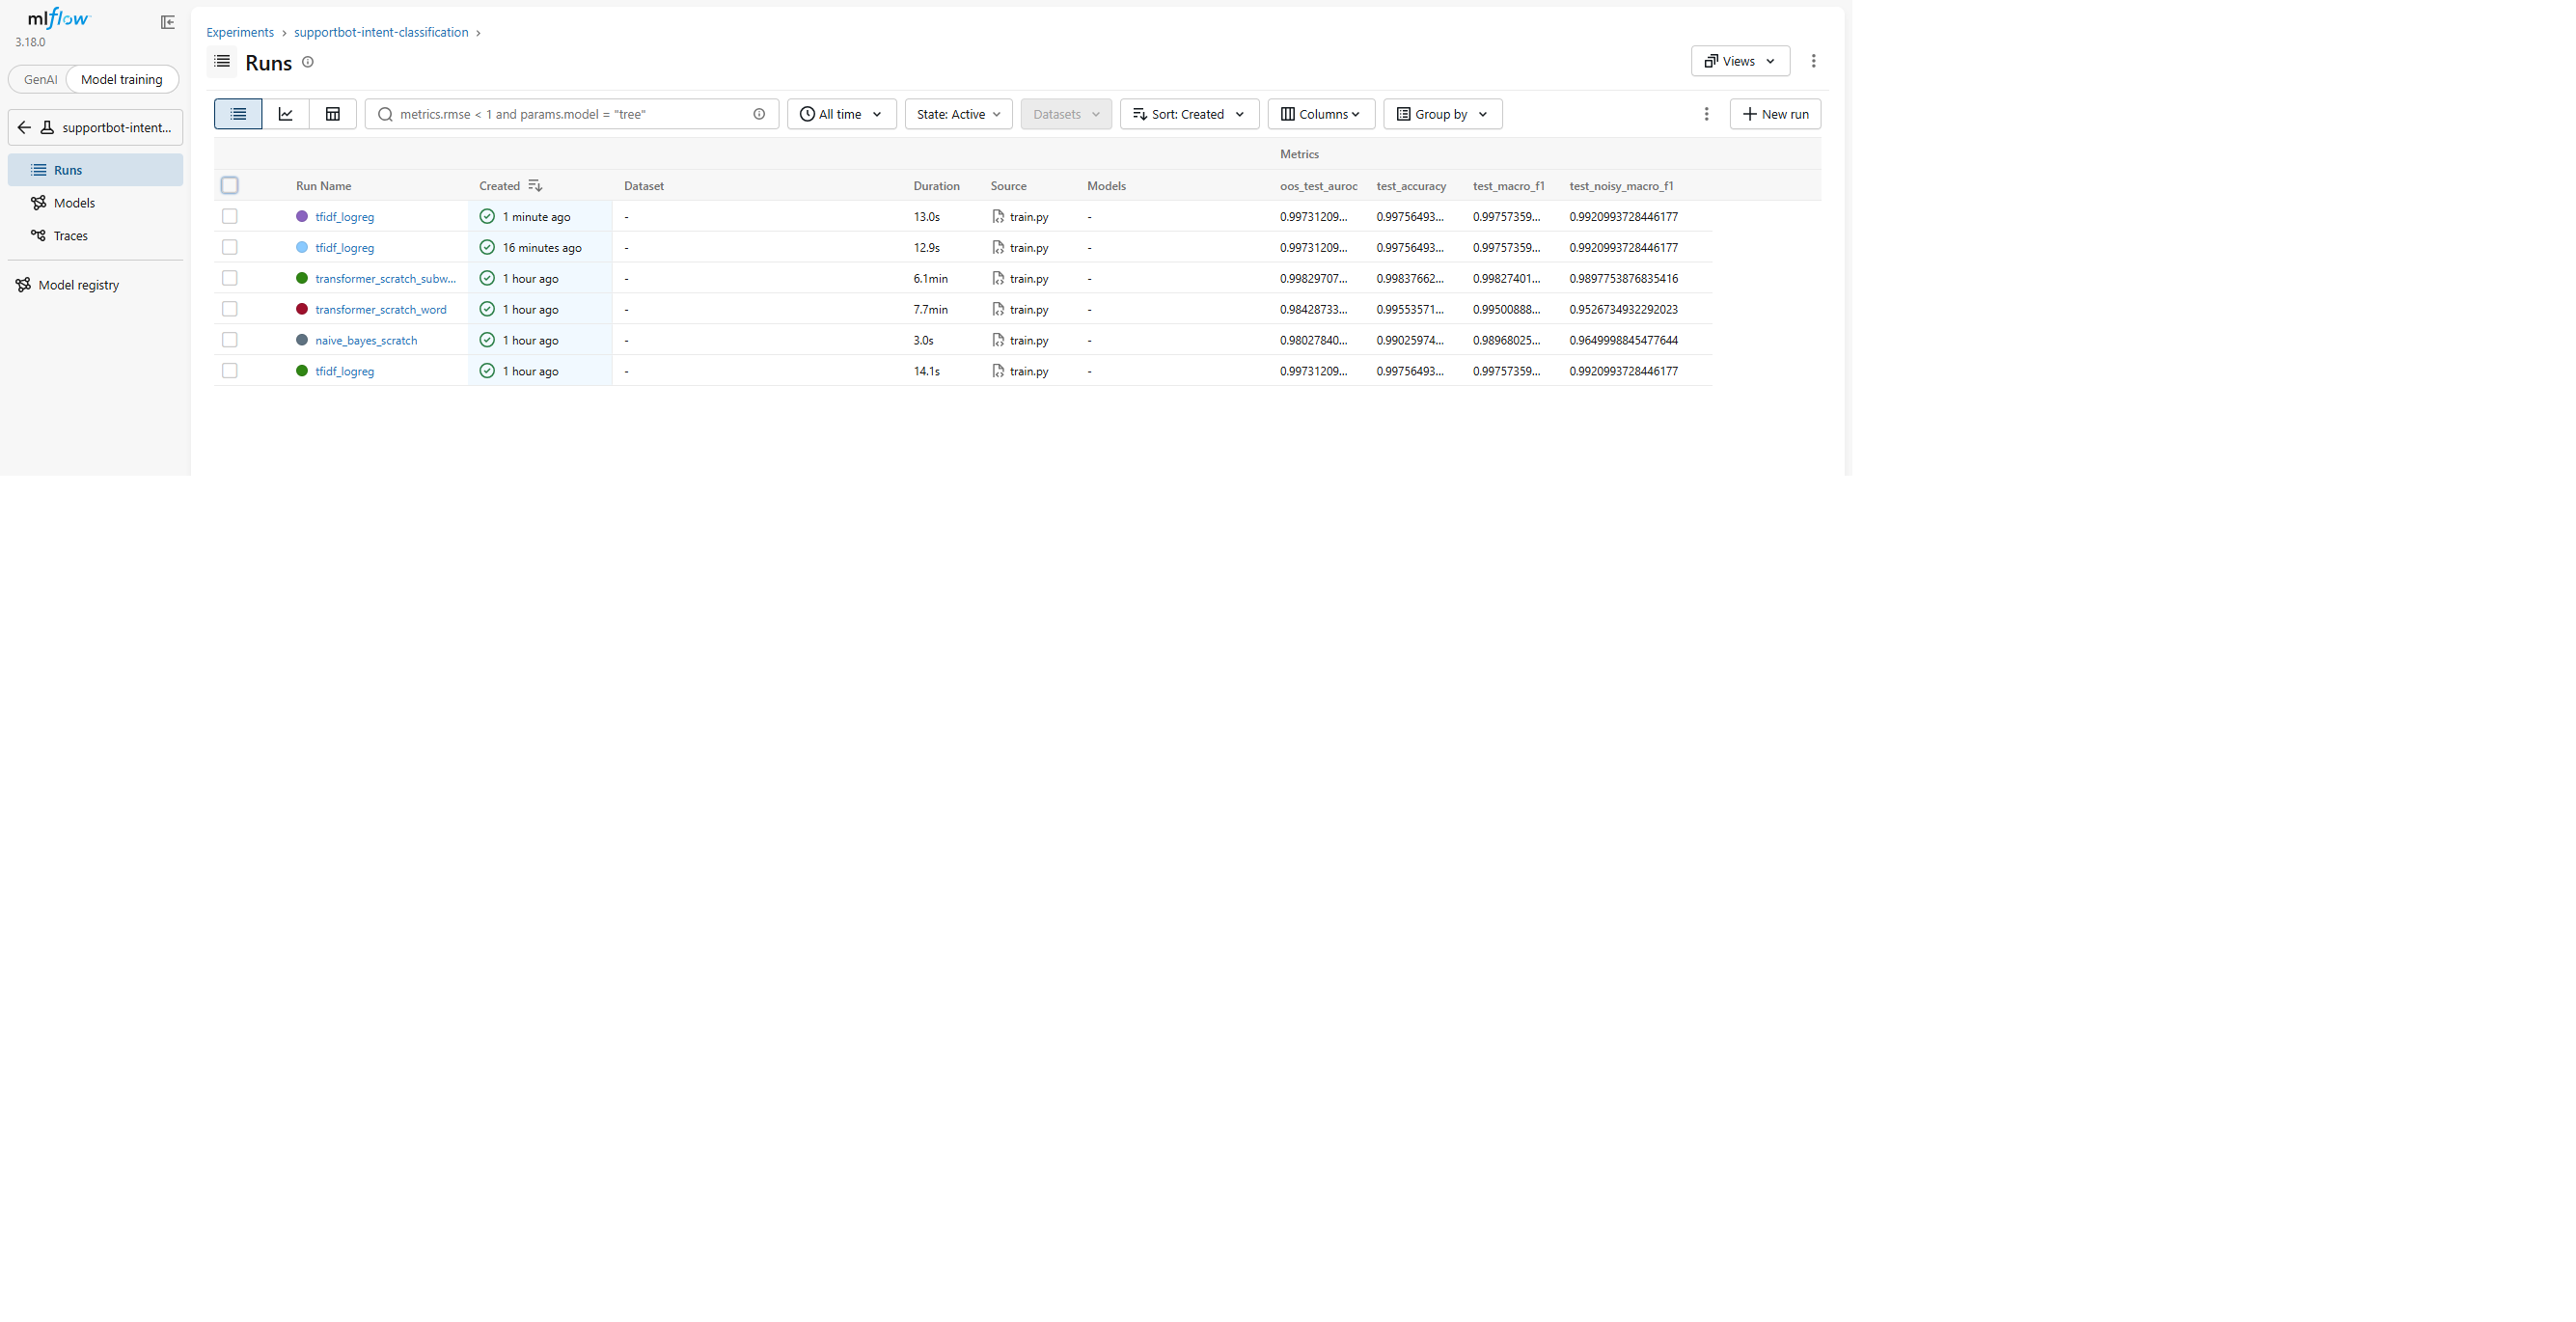 mlflow
3.18.0
GenAI Model training
supportbot-intent...
Runs
Models
Traces
Model registry
Experiments › supportbot-intent-classification ›
Runs
Views
metrics.rmse < 1 and params.model = "tree"
All time
State: Active
Datasets
Sort: Created
Columns
Group by
New run
Metrics
Run Name Created Dataset Duration Source Models oos_test_auroc test_accuracy test_macro_f1 test_noisy_macro_f1
tfidf_logreg 1 minute ago - 13.0s train.py - 0.99731209... 0.99756493... 0.99757359... 0.9920993728446177
tfidf_logreg 16 minutes ago - 12.9s train.py - 0.99731209... 0.99756493... 0.99757359... 0.9920993728446177
transformer_scratch_subw... 1 hour ago - 6.1min train.py - 0.99829707... 0.99837662... 0.99827401... 0.9897753876835416
transformer_scratch_word 1 hour ago - 7.7min train.py - 0.98428733... 0.99553571... 0.99500888... 0.9526734932292023
naive_bayes_scratch 1 hour ago - 3.0s train.py - 0.98027840... 0.99025974... 0.98968025... 0.9649998845477644
tfidf_logreg 1 hour ago - 14.1s train.py - 0.99731209... 0.99756493... 0.99757359... 0.9920993728446177